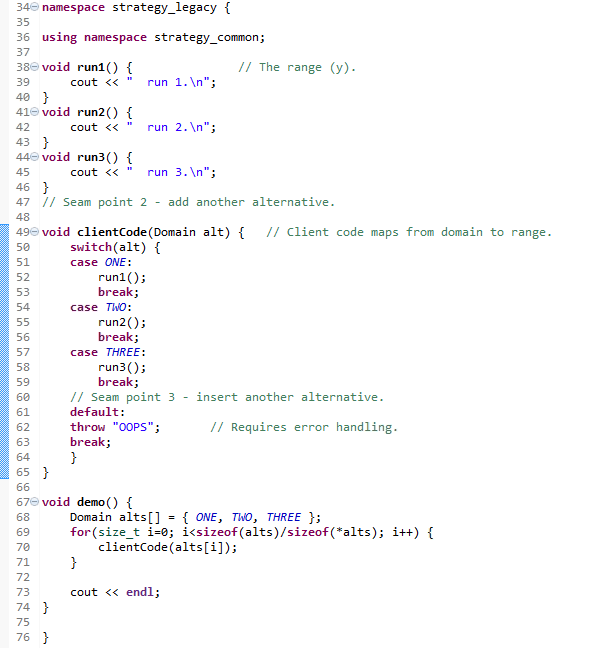 34 namespace strategy_legacy {
35
36 using namespace strategy_common;
37
38 void run1() {               // The range (y).
39     cout << "  run 1.\n";
40 }
41 void run2() {
42     cout << "  run 2.\n";
43 }
44 void run3() {
45     cout << "  run 3.\n";
46 }
47 // Seam point 2 - add another alternative.
48
49 void clientCode(Domain alt) {   // Client code maps from domain to range.
50     switch(alt) {
51     case ONE:
52         run1();
53         break;
54     case TWO:
55         run2();
56         break;
57     case THREE:
58         run3();
59         break;
60     // Seam point 3 - insert another alternative.
61     default:
62     throw "OOPS";       // Requires error handling.
63     break;
64     }
65 }
66
67 void demo() {
68     Domain alts[] = { ONE, TWO, THREE };
69     for(size_t i=0; i<sizeof(alts)/sizeof(*alts); i++) {
70         clientCode(alts[i]);
71     }
72
73     cout << endl;
74 }
75
76 }